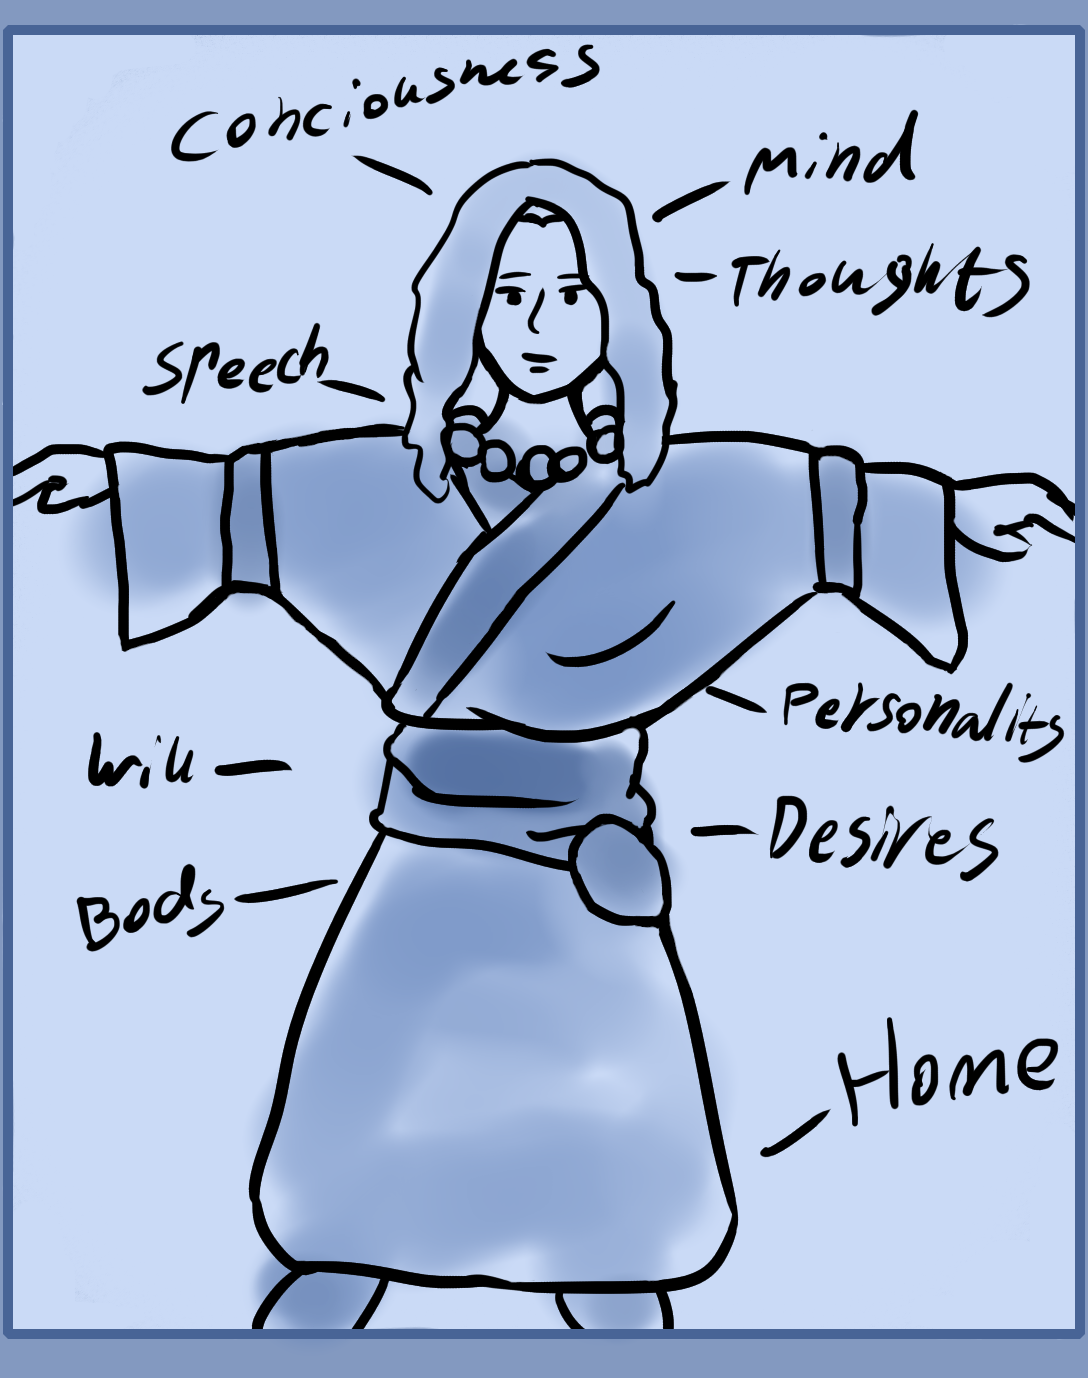 Conciousness
Mind
Thoughts
Speech
Personality
Will
Desires
Body
Home